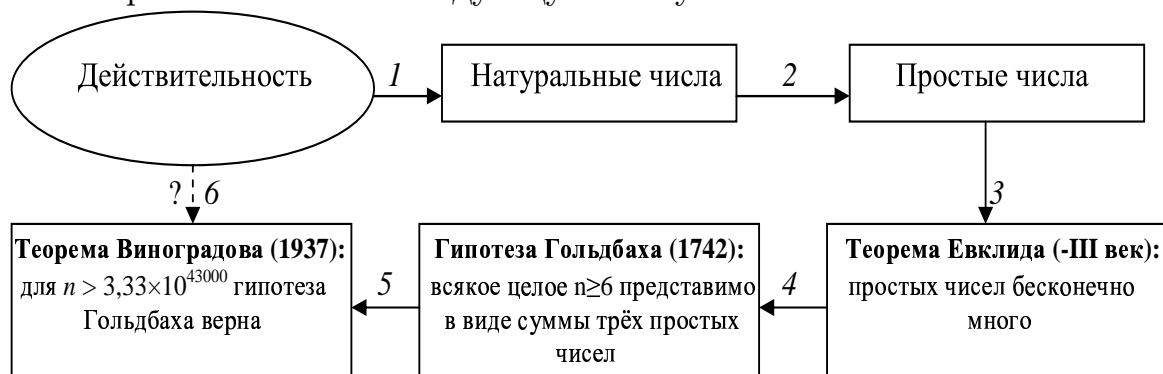 Действительность
1
Натуральные числа
2
Простые числа
? 6
3
Теорема Виноградова (1937):
для n > 3,33×10^43000 гипотеза
Гольдбаха верна
5
Гипотеза Гольдбаха (1742):
всякое целое n≥6 представимо
в виде суммы трёх простых
чисел
4
Теорема Евклида (-III век):
простых чисел бесконечно
много